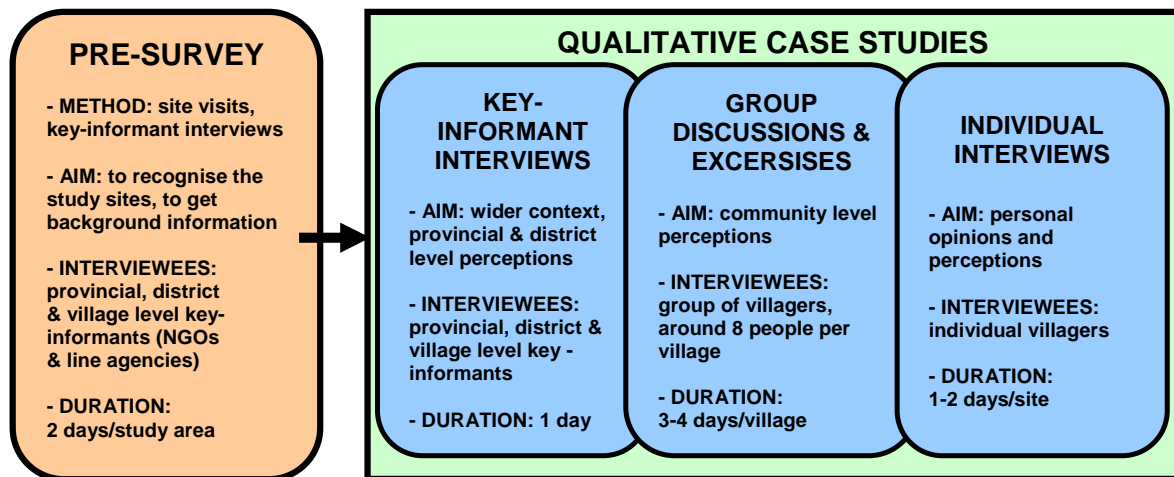 PRE-SURVEY
- METHOD: site visits,
key-informant interviews
- AIM: to recognise the
study sites, to get
background information
- INTERVIEWEES:
provincial, district
& village level key-
informants (NGOs
& line agencies)
- DURATION:
2 days/study area
QUALITATIVE CASE STUDIES
KEY-
INFORMANT
INTERVIEWS
- AIM: wider context,
provincial & district
level perceptions
- INTERVIEWEES:
provincial, district &
village level key -
informants
- DURATION: 1 day
GROUP
DISCUSSIONS &
EXCERSISES
- AIM: community level
perceptions
- INTERVIEWEES:
group of villagers,
around 8 people per
village
- DURATION:
3-4 days/village
INDIVIDUAL
INTERVIEWS
- AIM: personal
opinions and
perceptions
- INTERVIEWEES:
individual villagers
- DURATION:
1-2 days/site